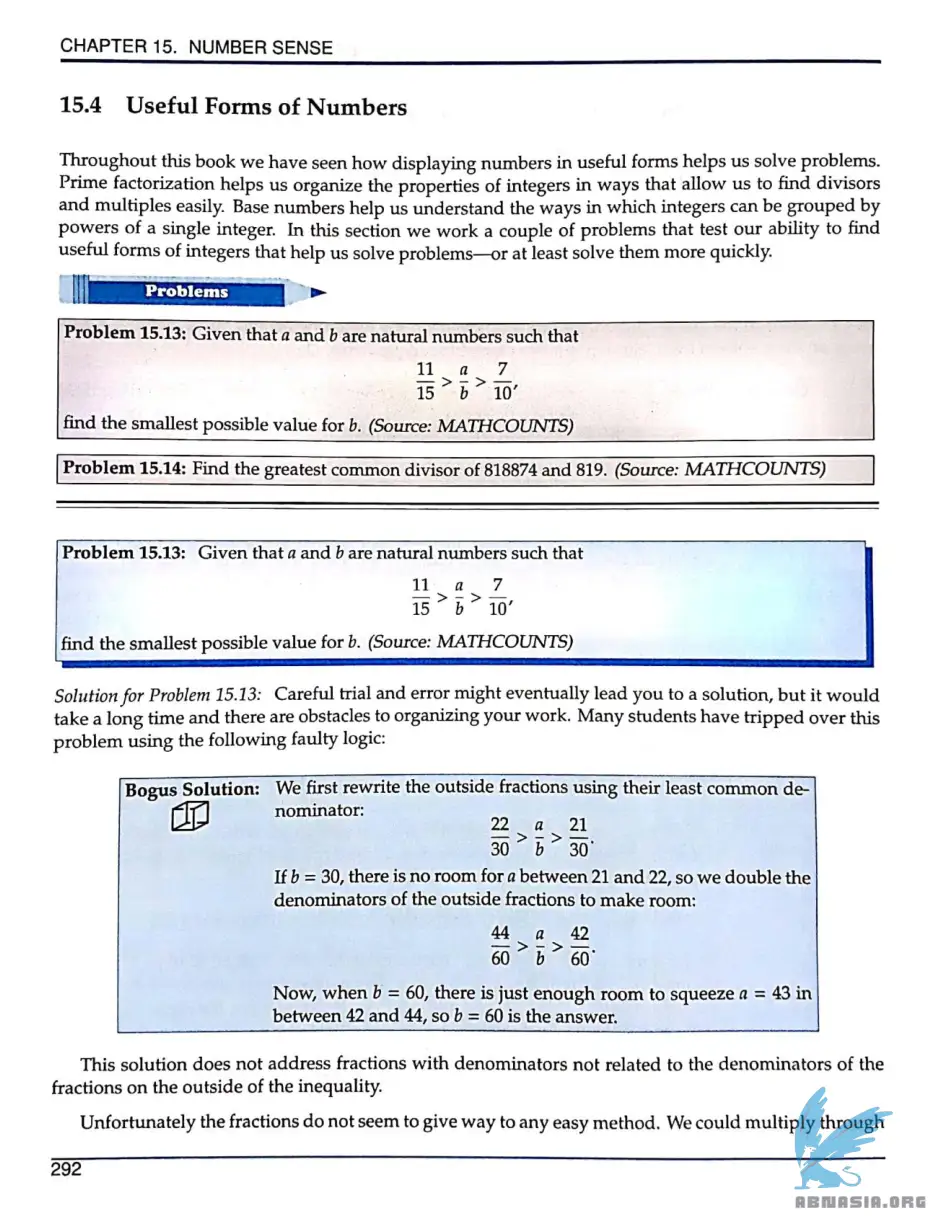 CHAPTER 15. NUMBER SENSE
15.4 Useful Forms of Numbers
Throughout this book we have seen how displaying numbers in useful forms helps us solve problems.
Prime factorization helps us organize the properties of integers in ways that allow us to find divisors
and multiples easily. Base numbers help us understand the ways in which integers can be grouped by
powers of a single integer. In this section we work a couple of problems that test our ability to find
useful forms of integers that help us solve problems—or at least solve them more quickly.
Problems
Problem 15.13: Given that a and b are natural numbers such that
11/15 > a/b > 7/10,
find the smallest possible value for b. (Source: MATHCOUNTS)
Problem 15.14: Find the greatest common divisor of 818874 and 819. (Source: MATHCOUNTS)
Problem 15.13: Given that a and b are natural numbers such that
11/15 > a/b > 7/10,
find the smallest possible value for b. (Source: MATHCOUNTS)
Solution for Problem 15.13: Careful trial and error might eventually lead you to a solution, but it would
take a long time and there are obstacles to organizing your work. Many students have tripped over this
problem using the following faulty logic:
Bogus Solution: We first rewrite the outside fractions using their least common de-
nominator:
22/30 > a/b > 21/30.
If b = 30, there is no room for a between 21 and 22, so we double the
denominators of the outside fractions to make room:
44/60 > a/b > 42/60.
Now, when b = 60, there is just enough room to squeeze a = 43 in
between 42 and 44, so b = 60 is the answer.
This solution does not address fractions with denominators not related to the denominators of the
fractions on the outside of the inequality.
Unfortunately the fractions do not seem to give way to any easy method. We could multiply through
292
ABNASIA.ORG